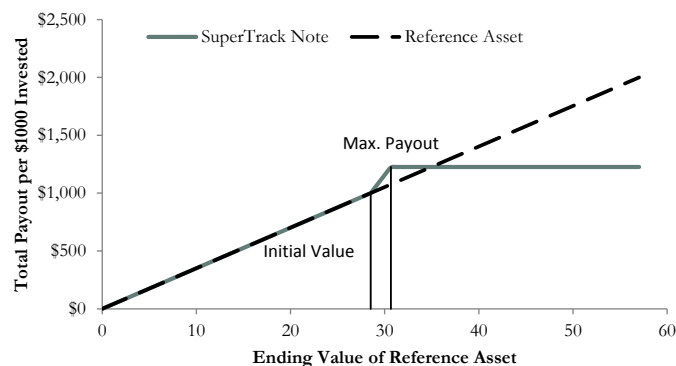 Total Payout per $1000 Invested
$2,500
$2,000
$1,500
$1,000
$500
$0
SuperTrack Note
Reference Asset
Max. Payout
Initial Value
0 10 20 30 40 50 60
Ending Value of Reference Asset